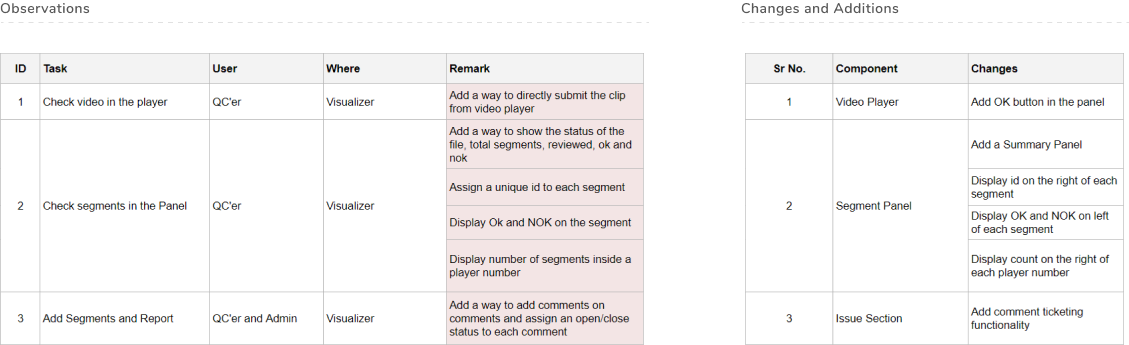 Observations
ID Task User Where Remark
1 Check video in the player QC'er Visualizer Add a way to directly submit the clip
from video player
2 Check segments in the Panel QC'er Visualizer Add a way to show the status of the
file, total segments, reviewed, ok and
nok
Assign a unique id to each segment
Display Ok and NOK on the segment
Display number of segments inside a
player number
3 Add Segments and Report QC'er and Admin Visualizer Add a way to add comments on
comments and assign an open/close
status to each comment
Changes and Additions
Sr No. Component Changes
1 Video Player Add OK button in the panel
2 Segment Panel Add a Summary Panel
Display id on the right of each
segment
Display OK and NOK on left
of each segment
Display count on the right of
each player number
3 Issue Section Add comment ticketing
functionality